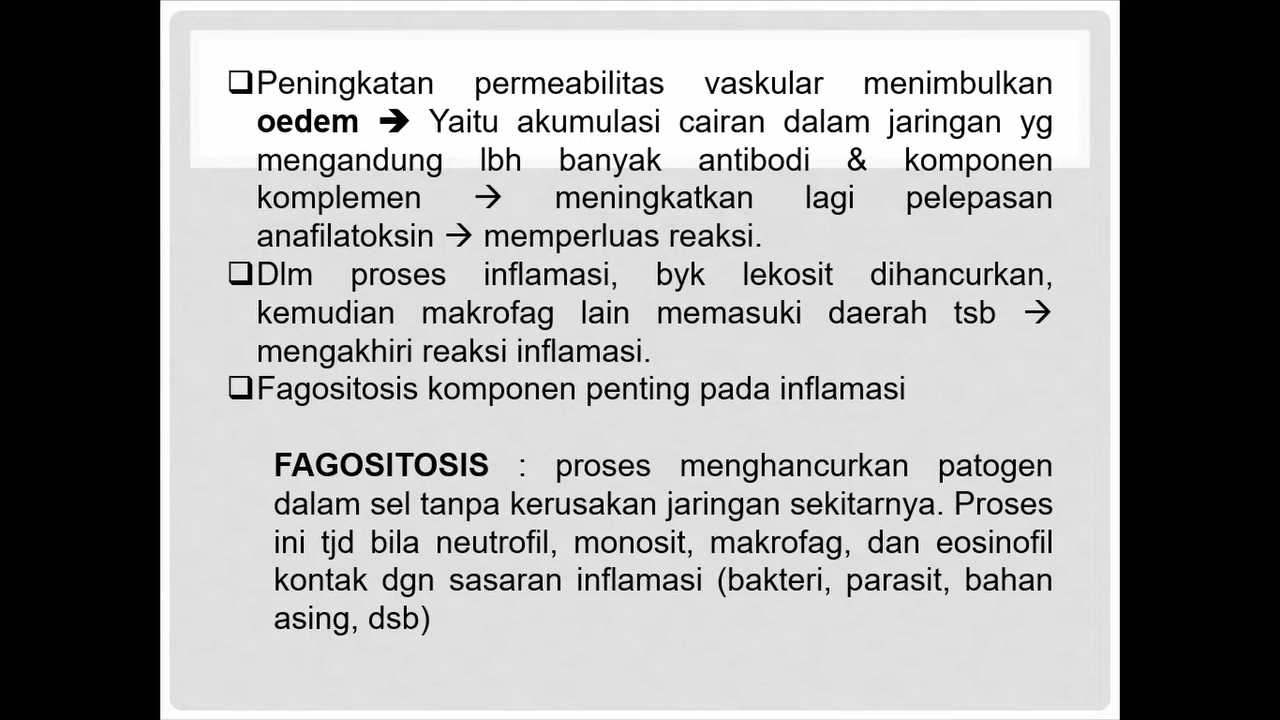 ❑Peningkatan permeabilitas vaskular menimbulkan
oedem ➔ Yaitu akumulasi cairan dalam jaringan yg
mengandung lbh banyak antibodi & komponen
komplemen → meningkatkan lagi pelepasan
anafilatoksin → memperluas reaksi.
❑Dlm proses inflamasi, byk lekosit dihancurkan,
kemudian makrofag lain memasuki daerah tsb →
mengakhiri reaksi inflamasi.
❑Fagositosis komponen penting pada inflamasi
FAGOSITOSIS : proses menghancurkan patogen
dalam sel tanpa kerusakan jaringan sekitarnya. Proses
ini tjd bila neutrofil, monosit, makrofag, dan eosinofil
kontak dgn sasaran inflamasi (bakteri, parasit, bahan
asing, dsb)